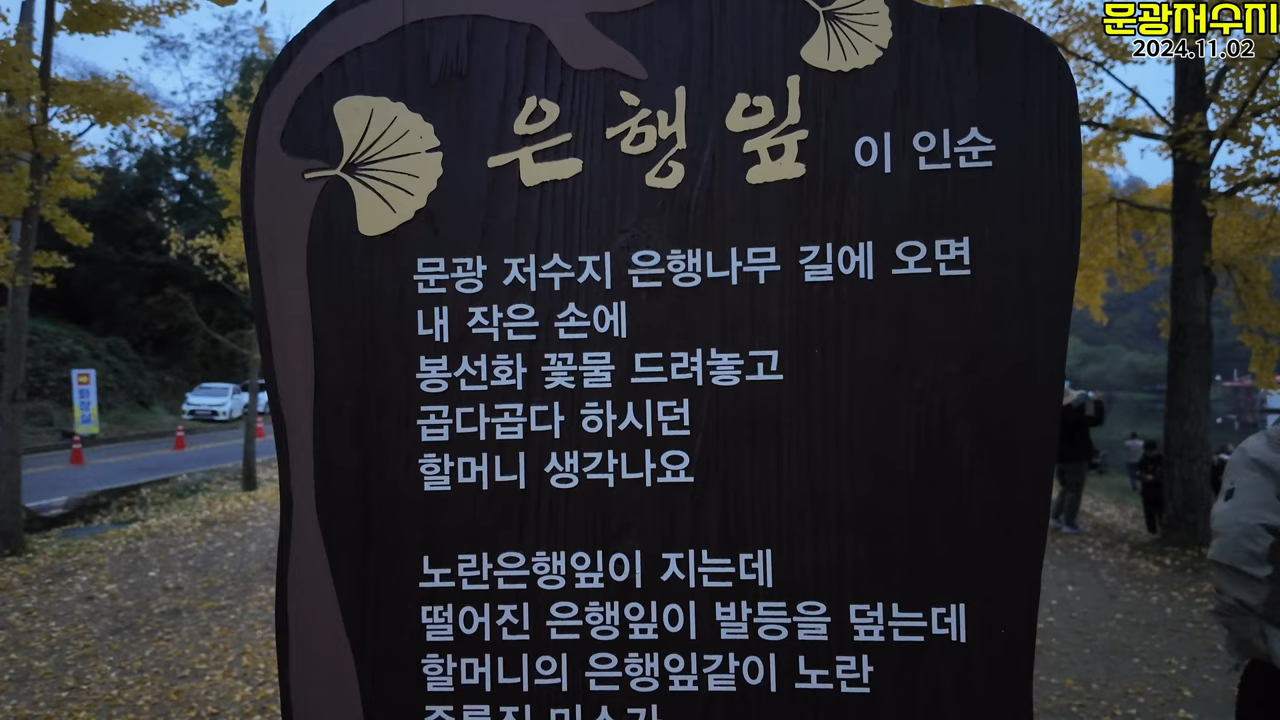 문광저수지
2024.11.02
은행잎 이 인순
문광 저수지 은행나무 길에 오면
내 작은 손에
봉선화 꽃물 드려놓고
곱다곱다 하시던
할머니 생각나요
노란은행잎이 지는데
떨어진 은행잎이 발등을 덮는데
할머니의 은행잎같이 노란
화장실